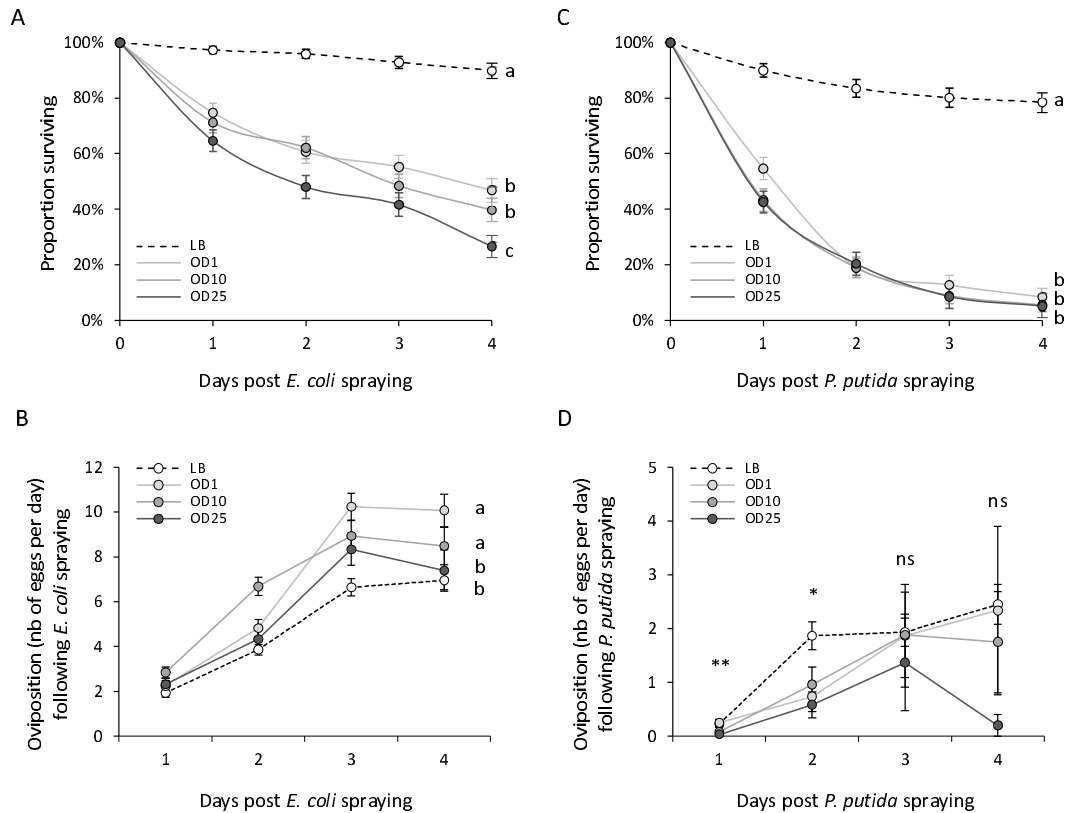 A
100%
80%
60%
40%
20%
0%
Proportion surviving
LB
OD1
OD10
OD25
a
b
b
c
0 1 2 3 4
Days post E. coli spraying
C
100%
80%
60%
40%
20%
0%
Proportion surviving
LB
OD1
OD10
OD25
a
b
b
b
0 1 2 3 4
Days post P. putida spraying
B
12
10
8
6
4
2
0
Oviposition (nb of eggs per day)
following E. coli spraying
LB
OD1
OD10
OD25
a
a
b
b
1 2 3 4
Days post E. coli spraying
D
5
4
3
2
1
0
Oviposition (nb of eggs per day)
following P. putida spraying
LB
OD1
OD10
OD25
**
*
ns
ns
1 2 3 4
Days post P. putida spraying